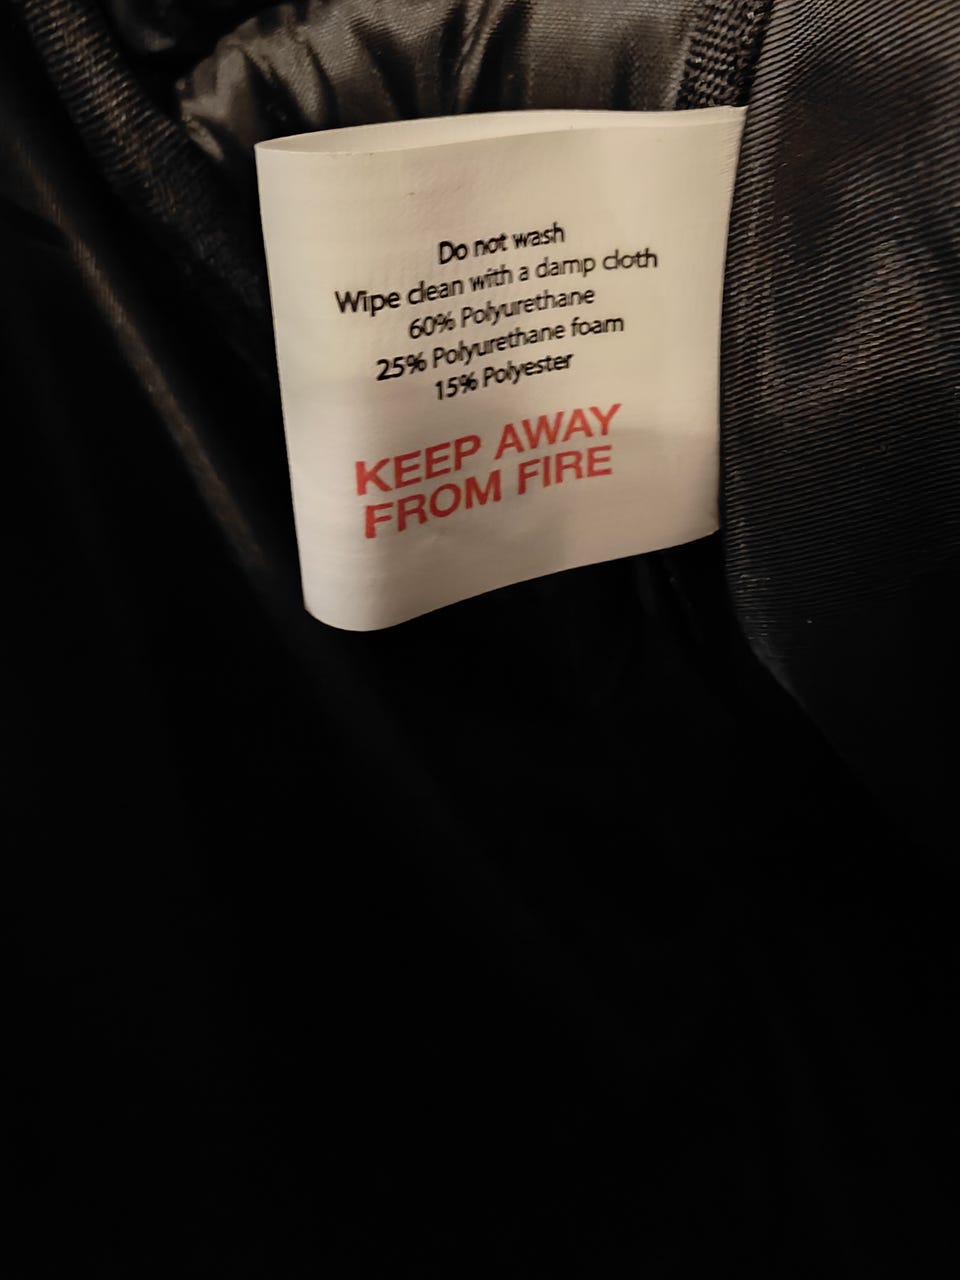 Do not wash
Wipe clean with a damp cloth
60% Polyurethane
25% Polyurethane foam
15% Polyester
KEEP AWAY
FROM FIRE